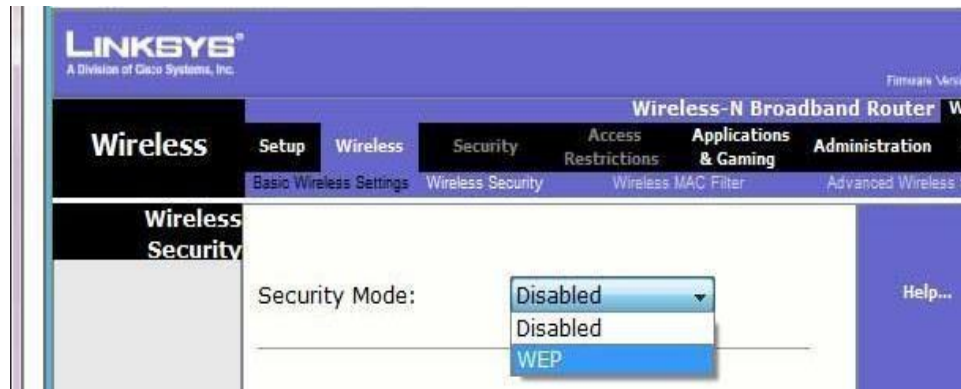 LINKSYS®
A Division of Cisco Systems, Inc.
Firmware
Wireless-N Broadband Router
Wireless
Setup Wireless Security Access Restrictions Applications & Gaming Administration
Basic Wireless Settings Wireless Security Wireless MAC Filter Advanced Wireless
Wireless
Security
Security Mode: Disabled
Help...
Disabled
WEP